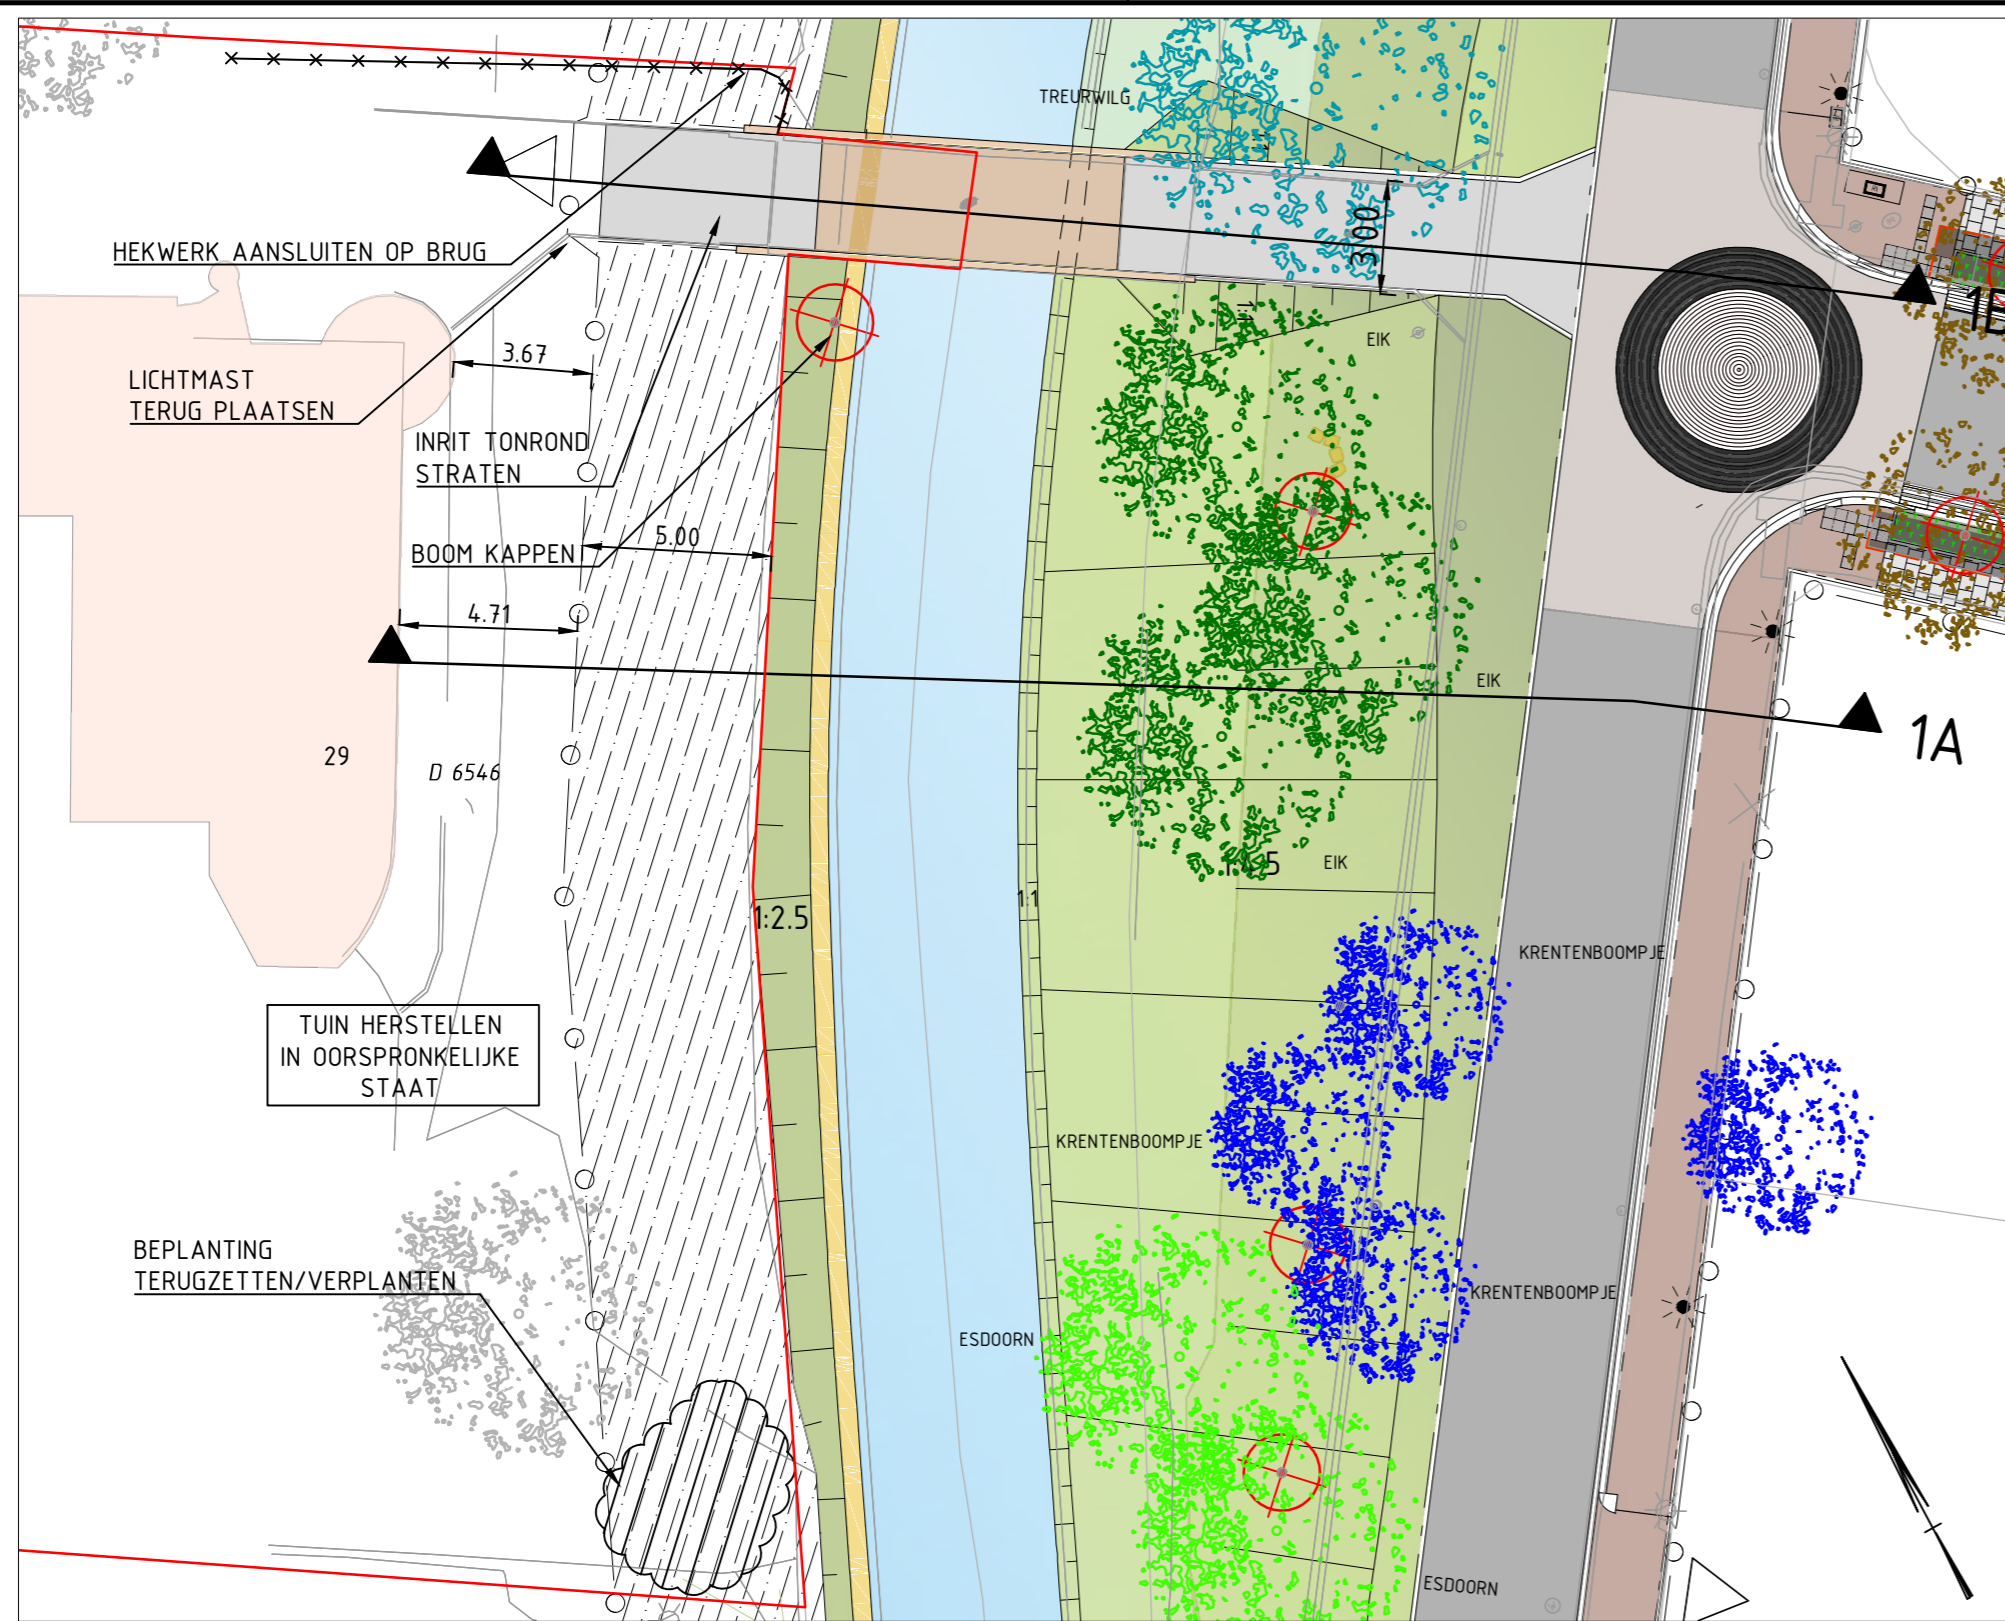 TREURWILG
HEKWERK AANSLUITEN OP BRUG
3.00
1:1
EIK
3.67
LICHTMAST
TERUG PLAATSEN
INRIT TONROND
STRATEN
BOOM KAPPEN
5.00
4.71
EIK
1A
29
D 6546
EIK
1:2.5
1:1
KRENTENBOOMPJE
TUIN HERSTELLEN
IN OORSPRONKELIJKE
STAAT
KRENTENBOOMPJE
BEPLANTING
TERUGZETTEN/VERPLANTEN
KRENTENBOOMPJE
ESDOORN
ESDOORN